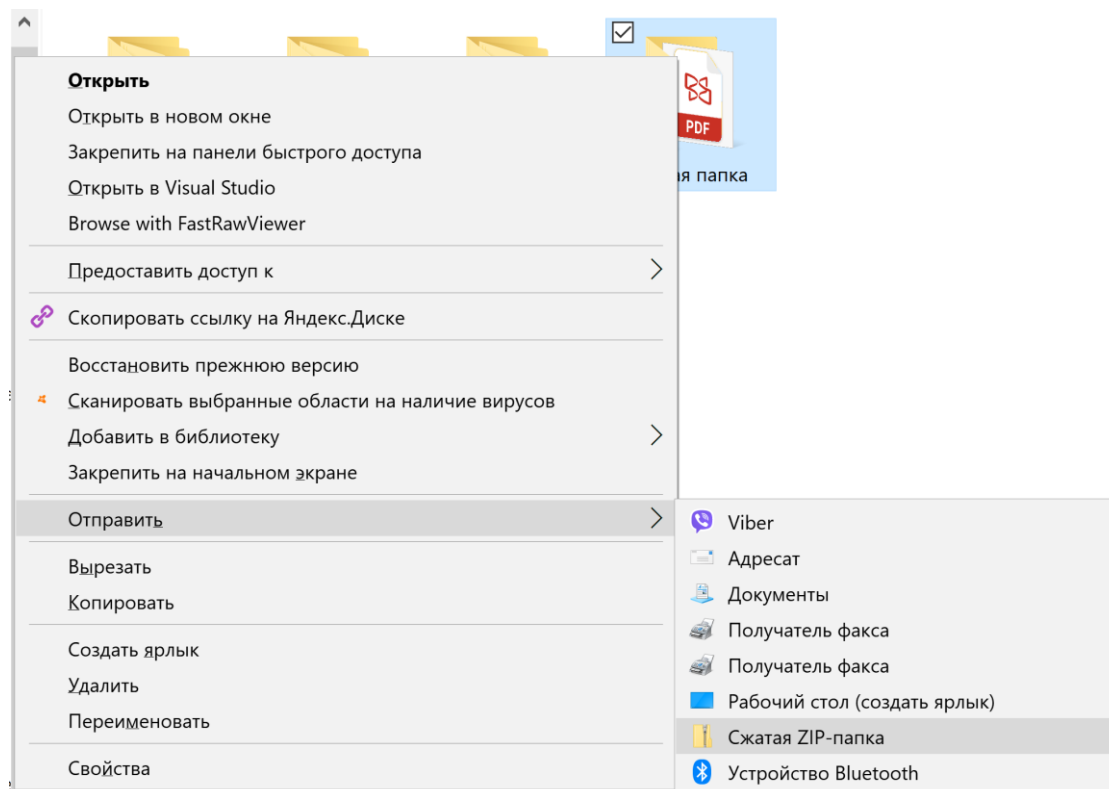 PDF
я папка
Открыть
Открыть в новом окне
Закрепить на панели быстрого доступа
Открыть в Visual Studio
Browse with FastRawViewer
Предоставить доступ к
Скопировать ссылку на Яндекс.Диске
Восстановить прежнюю версию
Сканировать выбранные области на наличие вирусов
Добавить в библиотеку
Закрепить на начальном экране
Отправить
Вырезать
Копировать
Создать ярлык
Удалить
Переименовать
Свойства
Viber
Адресат
Документы
Получатель факса
Получатель факса
Рабочий стол (создать ярлык)
Сжатая ZIP-папка
Устройство Bluetooth